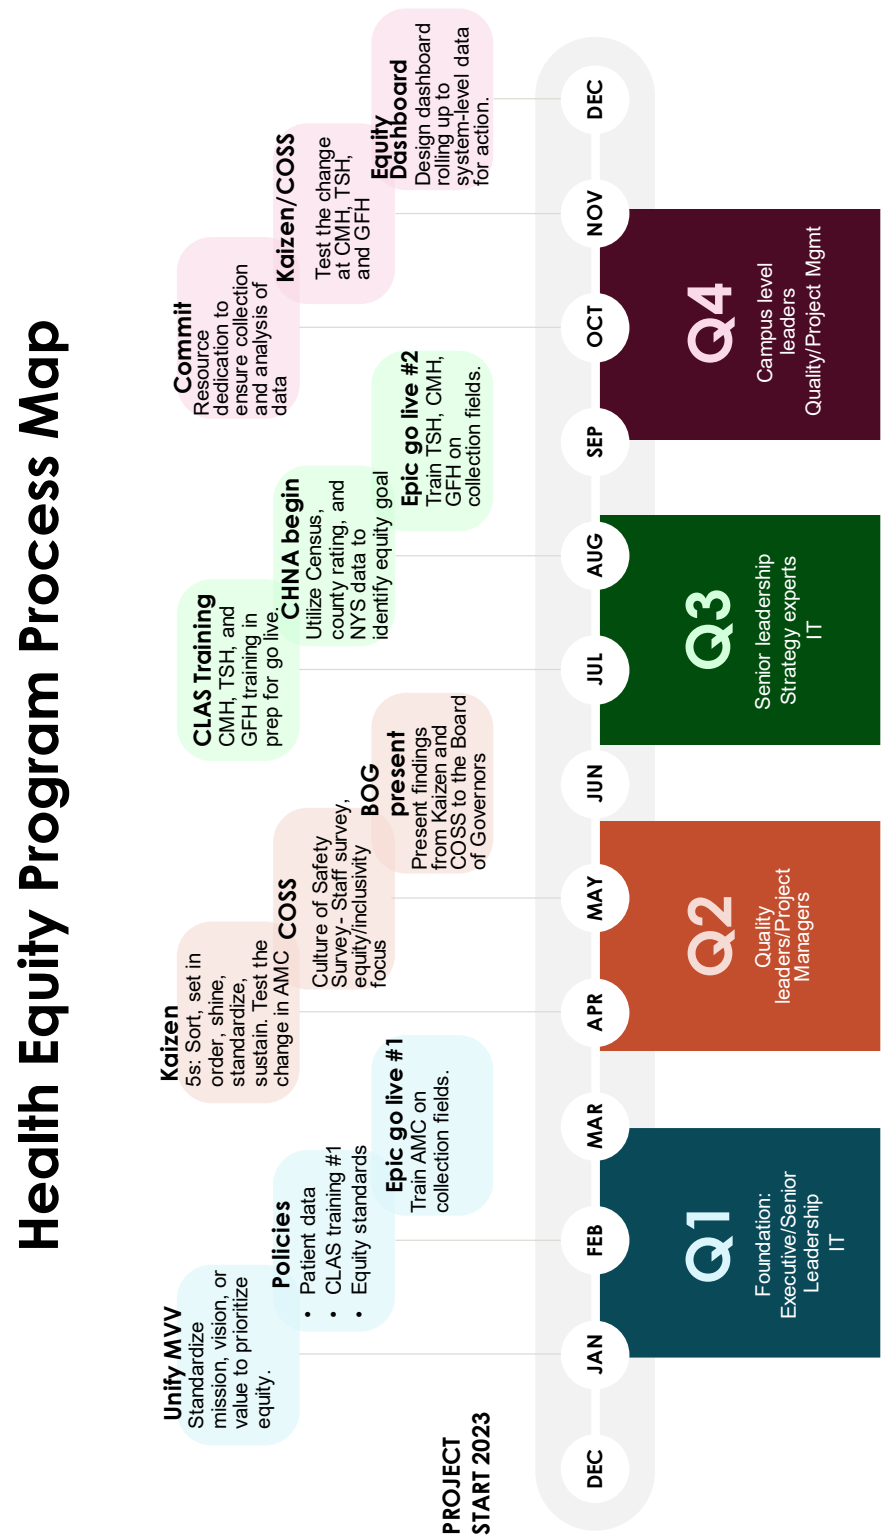 Health Equity Program Process Map
Unify MVV
Standardize
mission, vision, or
value to prioritize
equity.
Policies
• Patient data
• CLAS training #1
• Equity standards
Epic go live #1
Train AMC on
collection fields.
Kaizen
5s: Sort, set in
order, shine,
standardize,
sustain. Test the
change in AMC
COSS
Culture of Safety
Survey- Staff survey,
equity/inclusivity
focus
BOG
present
Present findings
from Kaizen and
COSS to the Board
of Governors
CLAS Training
CMH, TSH, and
GFH training in
prep for go live.
CHNA begin
Utilize Census,
county rating, and
NYS data to
identify equity goal
Epic go live #2
Train TSH, CMH,
GFH on
collection fields.
Commit
Resource
dedication to
ensure collection
and analysis of
data
Kaizen/COSS
Test the change
at CMH, TSH,
and GFH
Equity
Dashboard
Design dashboard
rolling up to
system-level data
for action.
PROJECT
START 2023
DEC
JAN
FEB
MAR
APR
MAY
JUN
JUL
AUG
SEP
OCT
NOV
DEC
Q1
Foundation:
Executive/Senior
Leadership
IT
Q2
Quality
leaders/Project
Managers
Q3
Senior leadership
Strategy experts
IT
Q4
Campus level
leaders
Quality/Project Mgmt